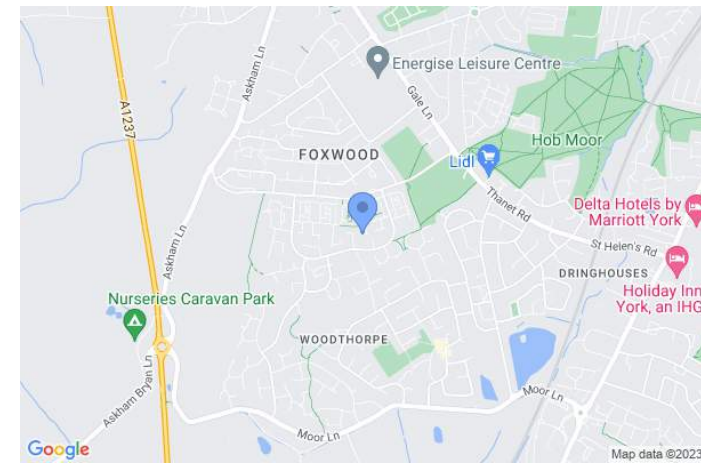 Askham Ln
Energise Leisure Centre
A1237
Gale Ln
Hob Moor
FOXWOOD
Lidl
Thanet Rd
Delta Hotels by
Marriott York
St Helen's Rd
Askham Ln
DRINGHOUSES
Holiday Inn
York, an IHG
Nurseries Caravan Park
WOODTHORPE
Askham Bryan Ln
Moor Ln
Moor Ln
Google
Map data ©2023